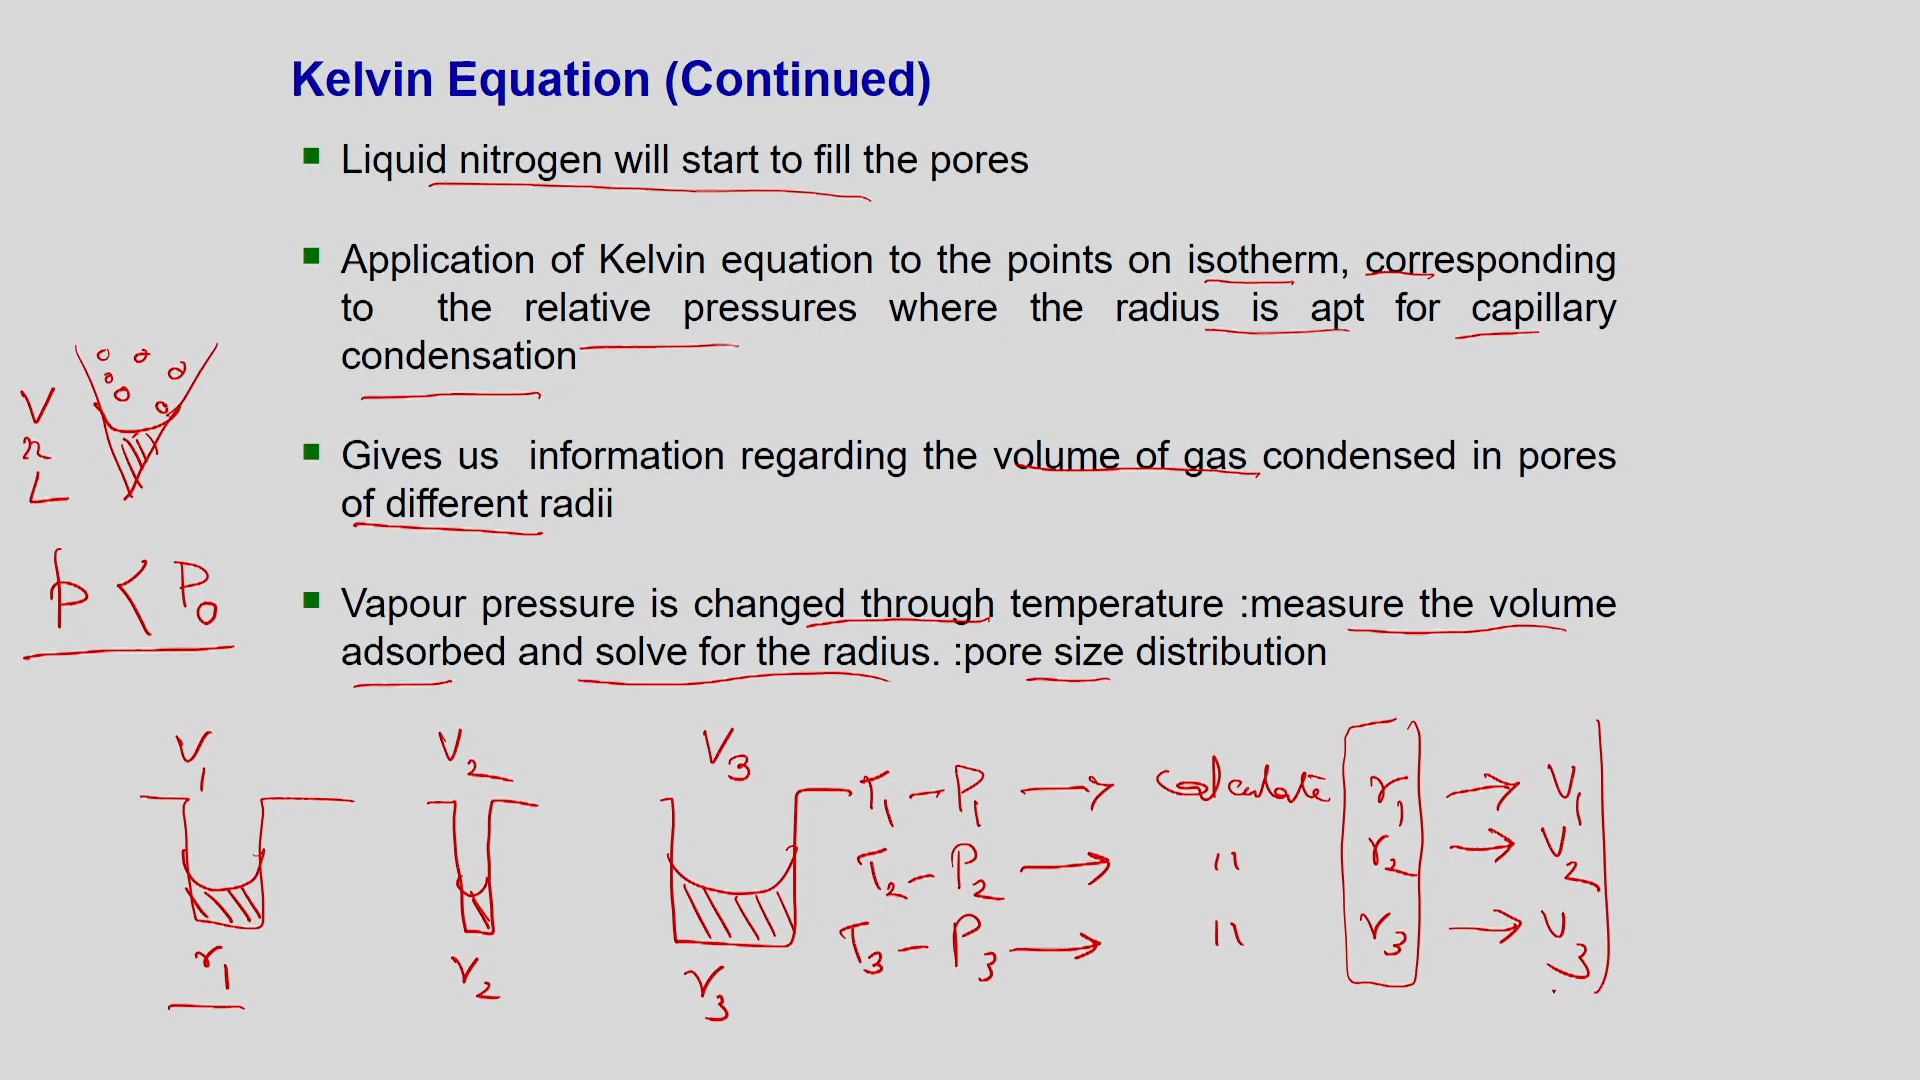 Kelvin Equation (Continued)
Liquid nitrogen will start to fill the pores
Application of Kelvin equation to the points on isotherm, corresponding
to the relative pressures where the radius is apt for capillary
condensation
Gives us information regarding the volume of gas condensed in pores
of different radii
Vapour pressure is changed through temperature :measure the volume
adsorbed and solve for the radius. :pore size distribution
V
L
p < P₀
V₁ V₂ V₃
r₁ r₂ r₃
T₁ – P₁ → calculate r₁ → V₁
T₂ – P₂ → " r₂ → V₂
T₃ – P₃ → " r₃ → V₃